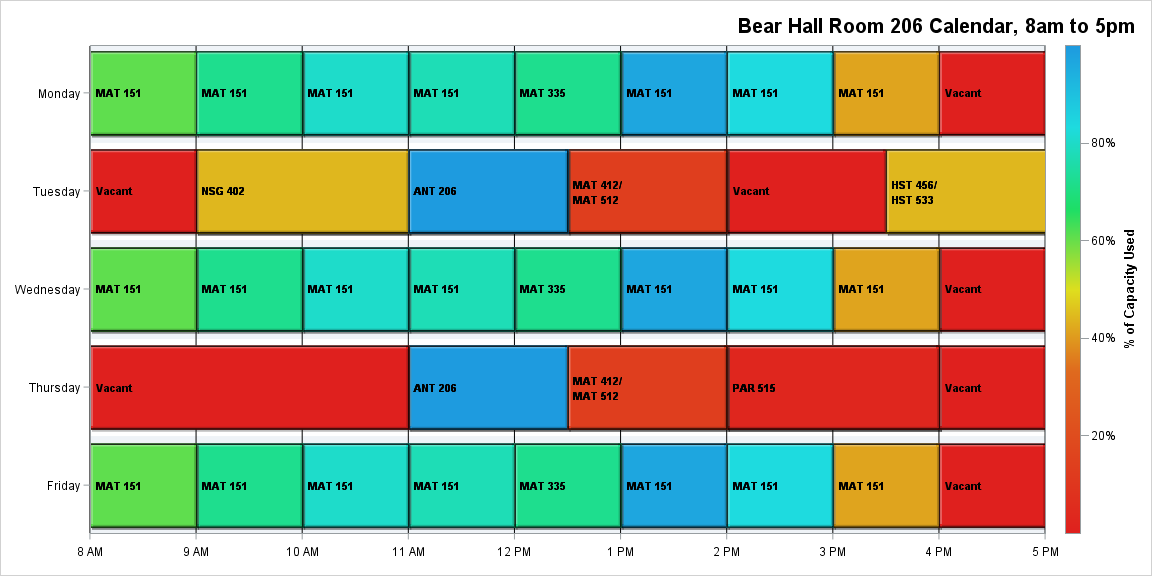 Bear Hall Room 206 Calendar, 8am to 5pm
Monday
MAT 151
MAT 151
MAT 151
MAT 151
MAT 335
MAT 151
MAT 151
MAT 151
Vacant
Tuesday
Vacant
NSG 402
ANT 206
MAT 412/
MAT 512
Vacant
HST 456/
HST 533
Wednesday
MAT 151
MAT 151
MAT 151
MAT 151
MAT 335
MAT 151
MAT 151
MAT 151
Vacant
Thursday
Vacant
ANT 206
MAT 412/
MAT 512
PAR 515
Vacant
Friday
MAT 151
MAT 151
MAT 151
MAT 151
MAT 335
MAT 151
MAT 151
MAT 151
Vacant
8 AM
9 AM
10 AM
11 AM
12 PM
1 PM
2 PM
3 PM
4 PM
5 PM
80%
60%
40%
20%
% of Capacity Used